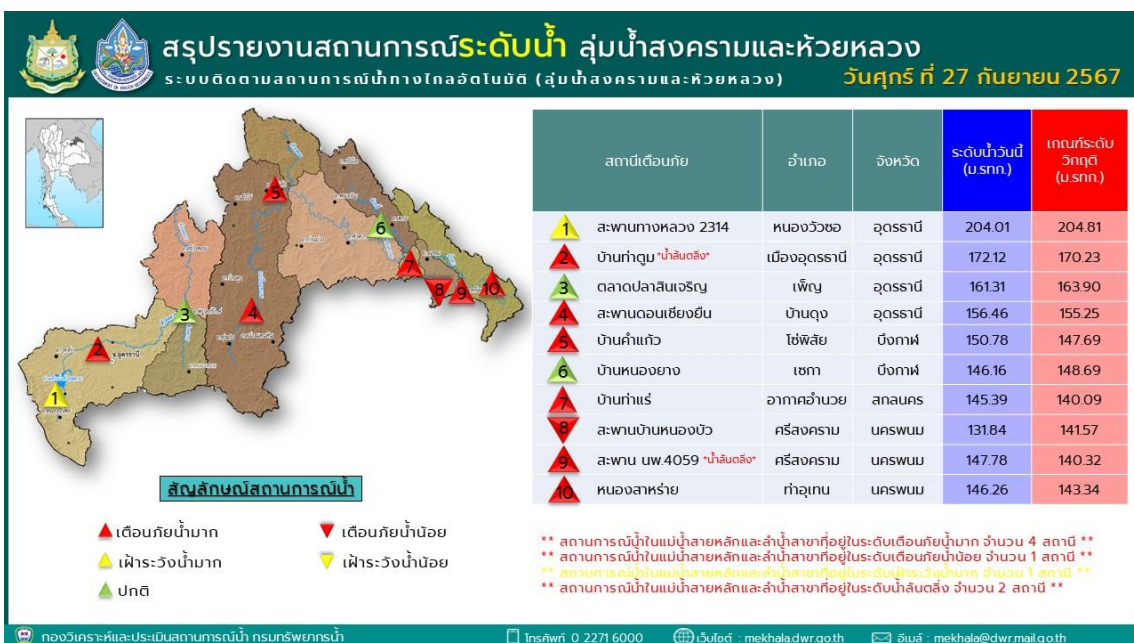 สรุปรายงานสถานการณ์ระดับน้ำ ลุ่มน้ำสงครามและห้วยหลวง
ระบบติดตามสถานการณ์น้ำทางไกลอัตโนมัติ (ลุ่มน้ำสงครามและห้วยหลวง) วันศุกร์ ที่ 27 กันยายน 2567
สถานีเตือนภัย อำเภอ จังหวัด ระดับน้ำวันนี้ (ม.รทก.) เกณฑ์ระดับวิกฤติ (ม.รทก.)
1 สะพานทางหลวง 2314 หนองวัวซอ อุดรธานี 204.01 204.81
2 บ้านท่าตูม *น้ำล้นตลิ่ง* เมืองอุดรธานี อุดรธานี 172.12 170.23
3 ตลาดปลาสินเจริญ เพ็ญ อุดรธานี 161.31 163.90
4 สะพานดอนเชียงยืน บ้านดุง อุดรธานี 156.46 155.25
5 บ้านคำแก้ว โซ่พิสัย บึงกาฬ 150.78 147.69
6 บ้านหนองยาง เซกา บึงกาฬ 146.16 148.69
7 บ้านท่าแร่ อากาศอำนวย สกลนคร 145.39 140.09
8 สะพานบ้านหนองบัว ศรีสงคราม นครพนม 131.84 141.57
9 สะพาน นพ.4059 *น้ำล้นตลิ่ง* ศรีสงคราม นครพนม 147.78 140.32
10 หนองสาหร่าย ท่าอุเทน นครพนม 146.26 143.34
5
6
7
8
9
10
3
4
2
จ.อุดรธานี
1
สัญลักษณ์สถานการณ์น้ำ
เตือนภัยน้ำมาก เตือนภัยน้ำน้อย
เฝ้าระวังน้ำมาก เฝ้าระวังน้ำน้อย
ปกติ
** สถานการณ์น้ำในแม่น้ำสายหลักและลำน้ำสาขาที่อยู่ในระดับเตือนภัยน้ำมาก จำนวน 4 สถานี **
** สถานการณ์น้ำในแม่น้ำสายหลักและลำน้ำสาขาที่อยู่ในระดับเตือนภัยน้ำน้อย จำนวน 1 สถานี **
** สถานการณ์น้ำในแม่น้ำสายหลักและลำน้ำสาขาที่อยู่ในระดับเฝ้าระวังน้ำมาก จำนวน 1 สถานี **
** สถานการณ์น้ำในแม่น้ำสายหลักและลำน้ำสาขาที่อยู่ในระดับน้ำล้นตลิ่ง จำนวน 2 สถานี **
กองวิเคราะห์และประเมินสถานการณ์น้ำ กรมทรัพยากรน้ำ โทรศัพท์ 0 2271 6000 เว็บไซต์ : mekhala.dwr.go.th อีเมล์ : mekhala@dwr.mail.go.th